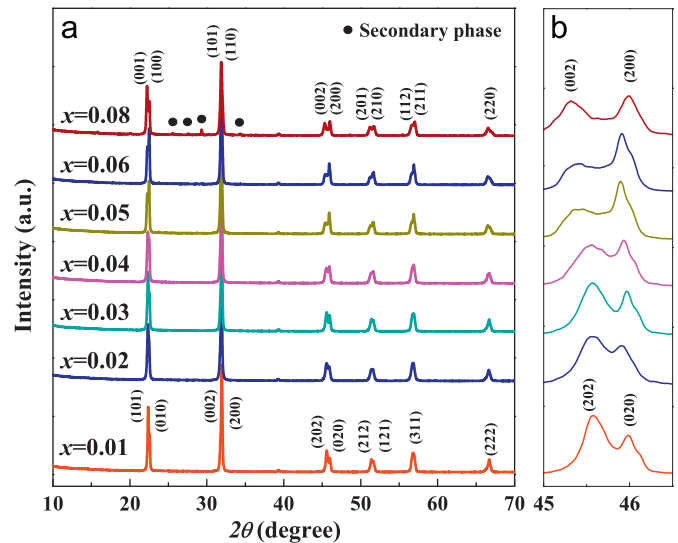 a
● Secondary phase
(001)
(100)
(101)
(110)
(002)
(200)
(201)
(210)
(112)
(211)
(220)
x=0.08
x=0.06
x=0.05
x=0.04
x=0.03
x=0.02
x=0.01
(101)
(010)
(002)
(200)
(202)
(020)
(212)
(121)
(311)
(222)
10 20 30 40 50 60 70
2θ (degree)
Intensity (a.u.)
b
(002)
(200)
(202)
(020)
45 46